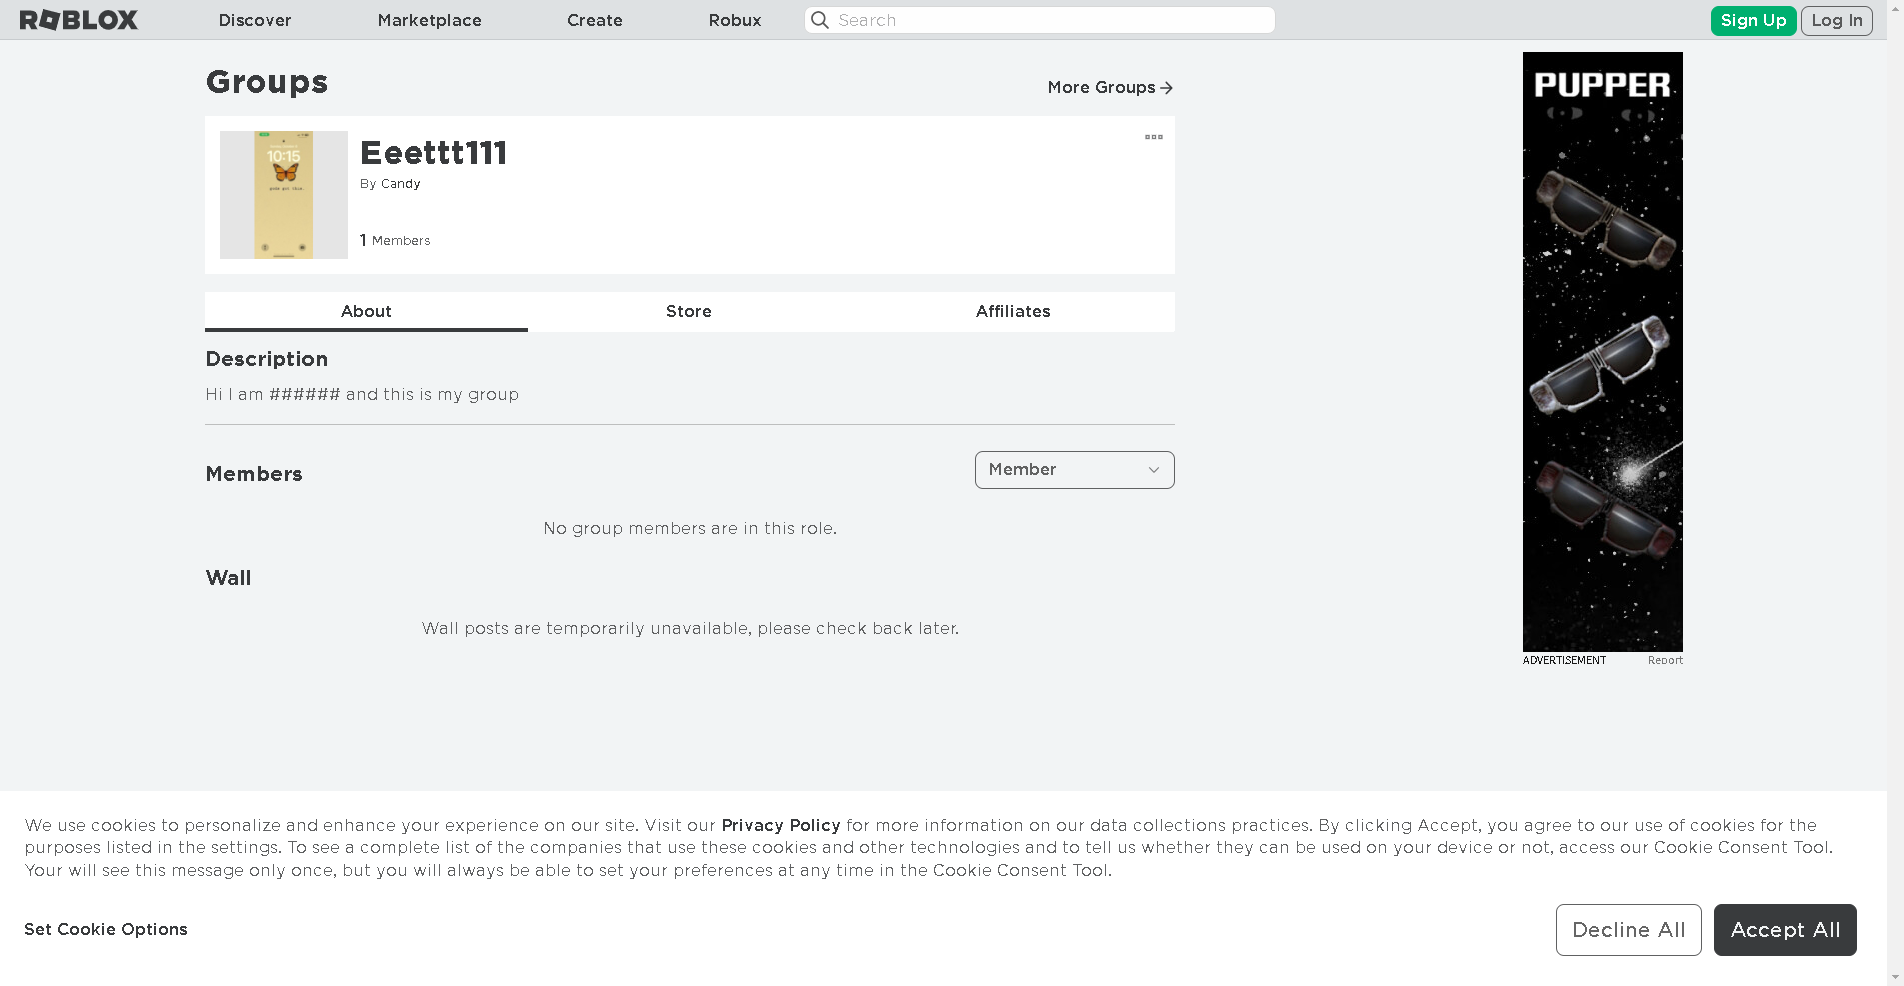 ROBLOX
Discover
Marketplace
Create
Robux
Search
Sign Up
Log In
Groups
More Groups
10:15
Eeettt111
By Candy
1 Members
About
Store
Affiliates
Description
Hi I am ###### and this is my group
Members
Member
No group members are in this role.
Wall
Wall posts are temporarily unavailable, please check back later.
PUPPER
ADVERTISEMENT
Report
We use cookies to personalize and enhance your experience on our site. Visit our Privacy Policy for more information on our data collections practices. By clicking Accept, you agree to our use of cookies for the
purposes listed in the settings. To see a complete list of the companies that use these cookies and other technologies and to tell us whether they can be used on your device or not, access our Cookie Consent Tool.
Your will see this message only once, but you will always be able to set your preferences at any time in the Cookie Consent Tool.
Set Cookie Options
Decline All
Accept All